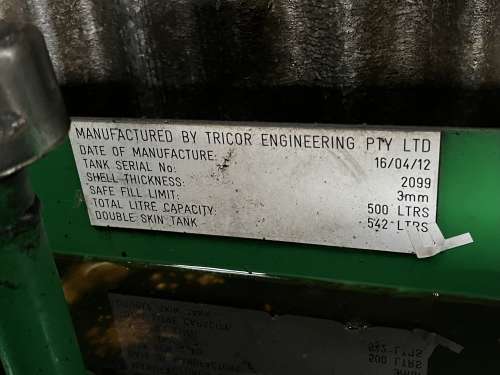 MANUFACTURED BY TRICOR ENGINEERING PTY LTD
DATE OF MANUFACTURE: 16/04/12
TANK SERIAL No: 2099
SHELL THICKNESS: 3mm
SAFE FILL LIMIT: 500 LTRS
TOTAL LITRE CAPACITY: 542 LTRS
DOUBLE SKIN TANK